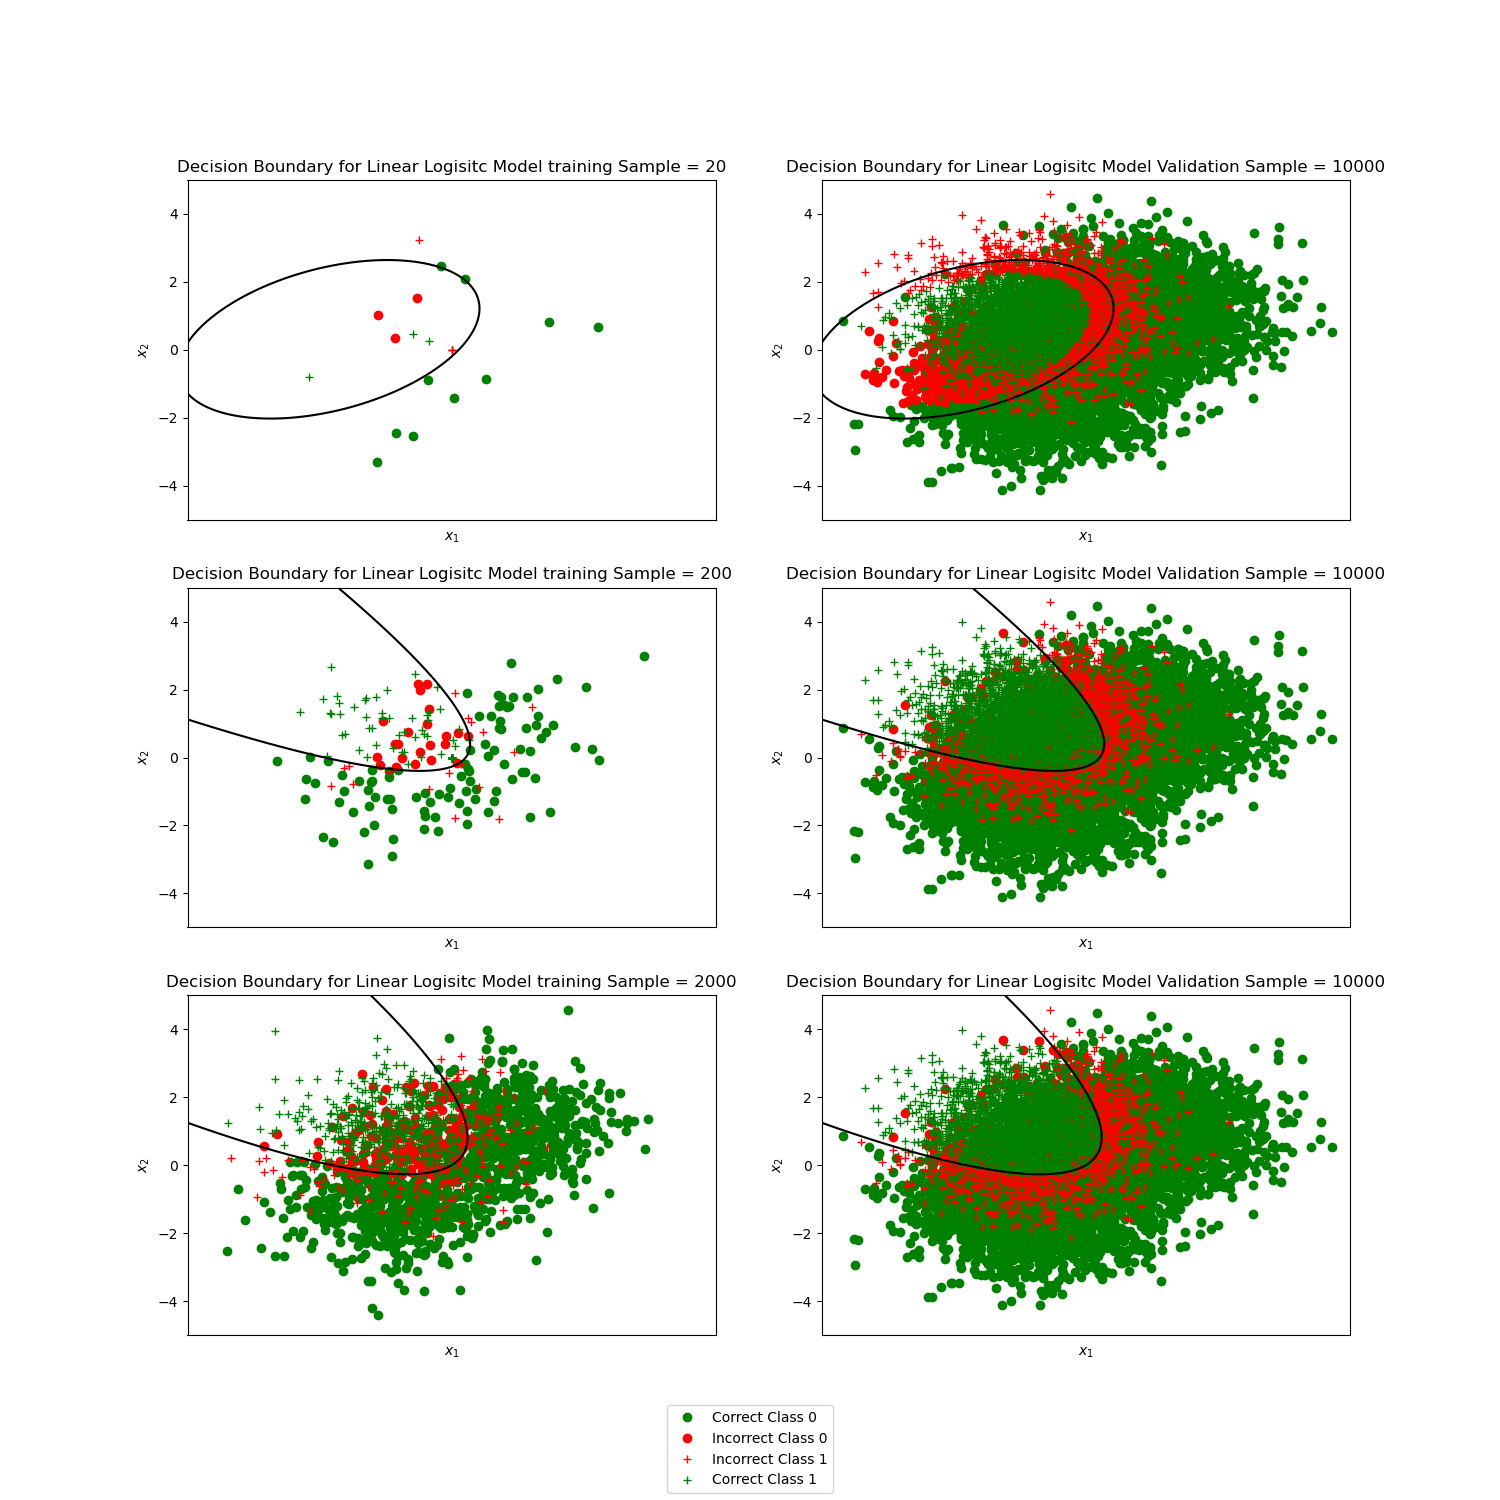 Decision Boundary for Linear Logisitc Model training Sample = 20
Decision Boundary for Linear Logisitc Model Validation Sample = 10000
4
2
0
−2
−4
x₂
x₁
4
2
0
−2
−4
x₂
x₁
Decision Boundary for Linear Logisitc Model training Sample = 200
Decision Boundary for Linear Logisitc Model Validation Sample = 10000
4
2
0
−2
−4
x₂
x₁
4
2
0
−2
−4
x₂
x₁
Decision Boundary for Linear Logisitc Model training Sample = 2000
Decision Boundary for Linear Logisitc Model Validation Sample = 10000
4
2
0
−2
−4
x₂
x₁
4
2
0
−2
−4
x₂
x₁
Correct Class 0
Incorrect Class 0
Incorrect Class 1
Correct Class 1